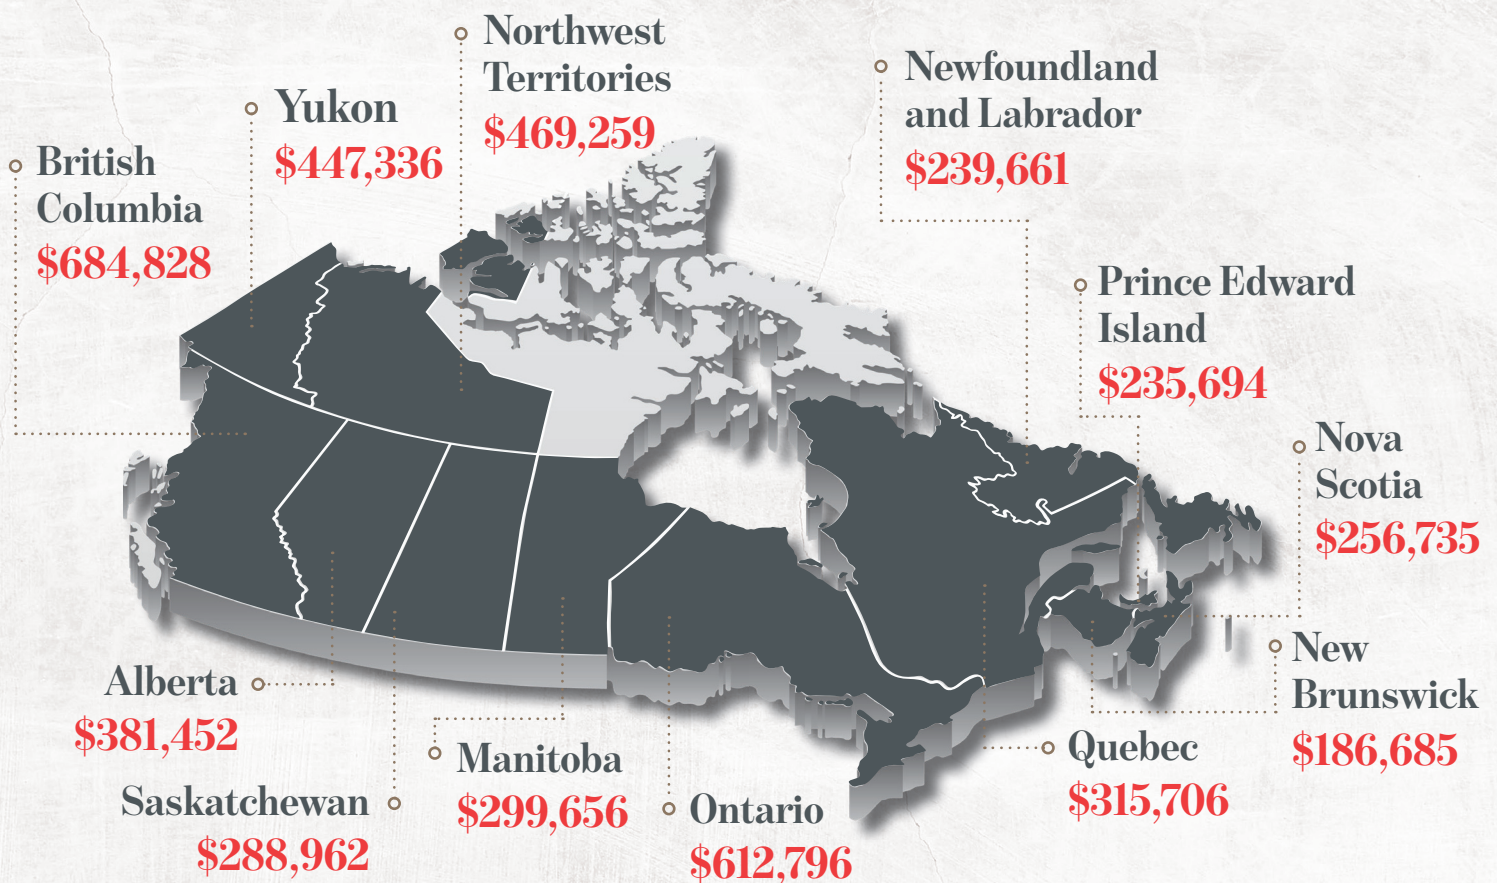 Northwest
Territories
$469,259
Newfoundland
and Labrador
$239,661
Yukon
$447,336
British
Columbia
$684,828
Prince Edward
Island
$235,694
Nova
Scotia
$256,735
New
Brunswick
$186,685
Alberta
$381,452
Saskatchewan
$288,962
Manitoba
$299,656
Ontario
$612,796
Quebec
$315,706